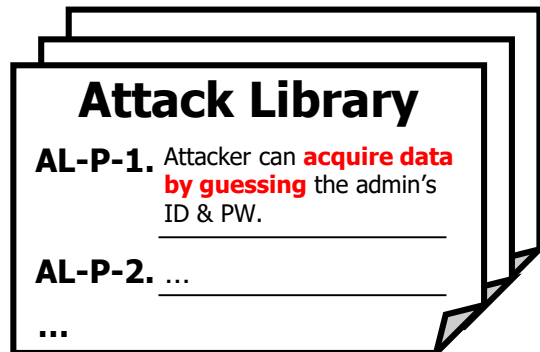 Attack Library
AL-P-1. Attacker can acquire data
by guessing the admin's
ID & PW.
AL-P-2. ...
...